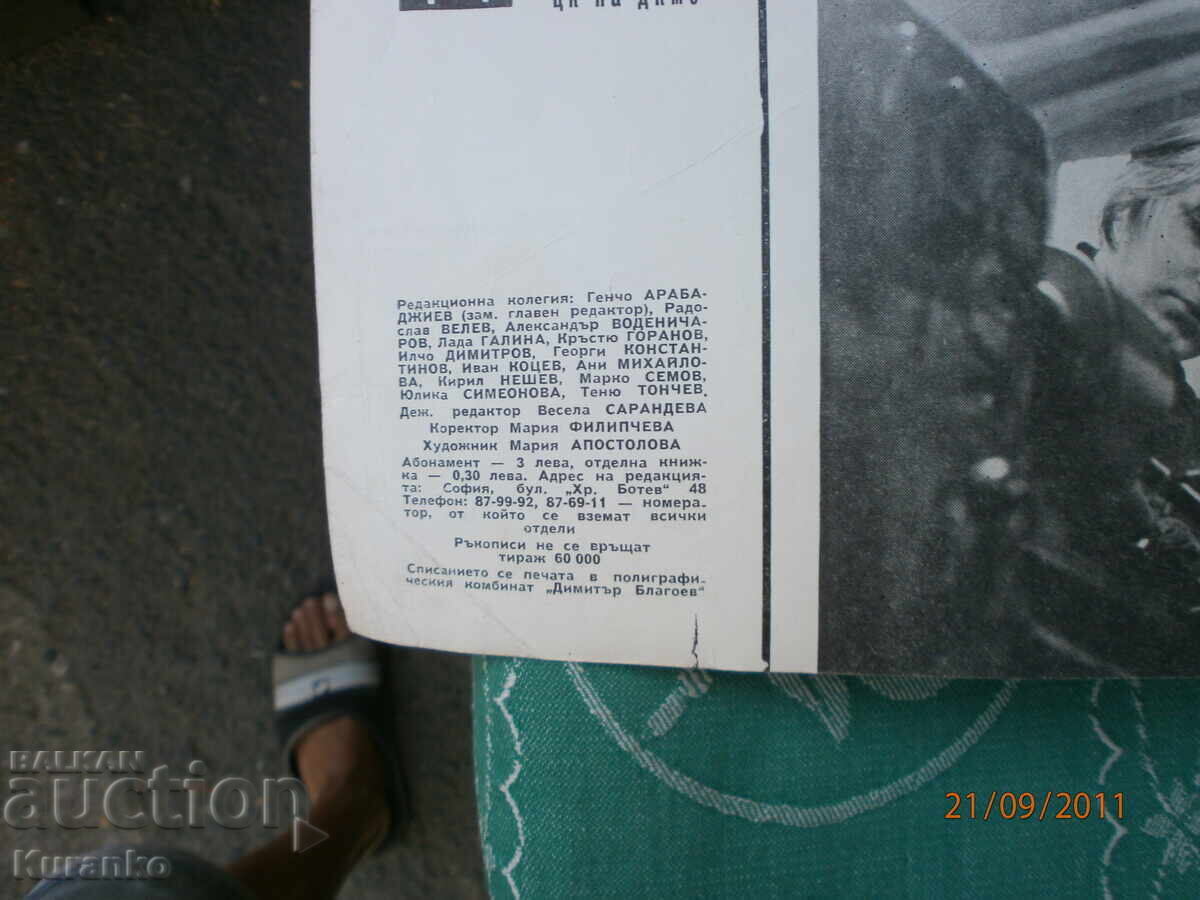 ЦК на ДКМС
Редакционна колегия: Генчо АРАБА-
ДЖИЕВ (зам. главен редактор), Радо-
слав ВЕЛЕВ, Александър ВОДЕНИЧА-
РОВ, Лада ГАЛИНА, Кръстю ГОРАНОВ,
Илчо ДИМИТРОВ, Георги КОНСТАН-
ТИНОВ, Иван КОЦЕВ, Ани МИХАЙЛО-
ВА, Кирил НЕШЕВ, Марко СЕМОВ,
Юлика СИМЕОНОВА, Теню ТОНЧЕВ.
Деж. редактор Весела САРАНДЕВА
Коректор Мария ФИЛИПЧЕВА
Художник Мария АПОСТОЛОВА
Абонамент — 3 лева, отделна книж-
ка — 0,30 лева. Адрес на редакция-
та: София, бул. „Хр. Ботев“ 48
Телефон: 87-99-92, 87-69-11 — номера-
тор, от който се вземат всички
отдели
Ръкописи не се връщат
тираж 60 000
Списанието се печата в полиграфи-
ческия комбинат „Димитър Благоев“
BALKAN
auction
Kuranko
21/09/2011